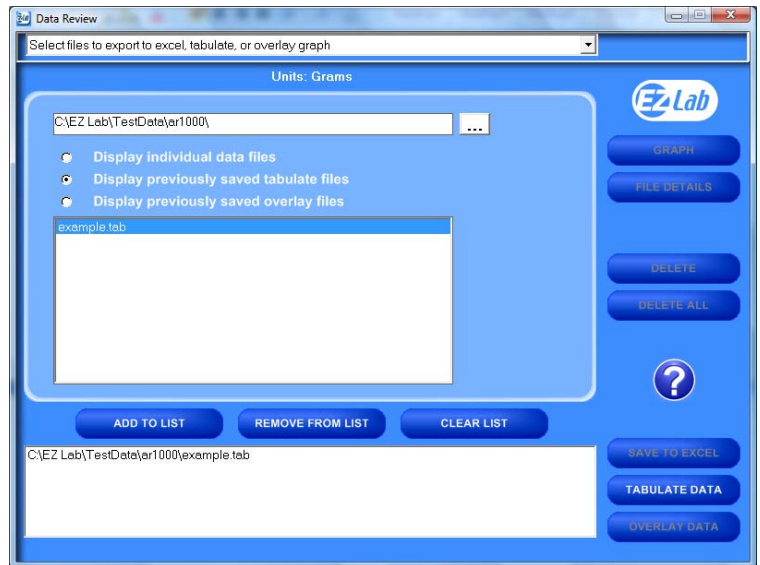 Data Review
Select files to export to excel, tabulate, or overlay graph
Units: Grams
EZ Lab
C:\EZ Lab\TestData\ar1000\
...
Display individual data files
Display previously saved tabulate files
Display previously saved overlay files
example.tab
GRAPH
FILE DETAILS
DELETE
DELETE ALL
?
ADD TO LIST
REMOVE FROM LIST
CLEAR LIST
C:\EZ Lab\TestData\ar1000\example.tab
SAVE TO EXCEL
TABULATE DATA
OVERLAY DATA